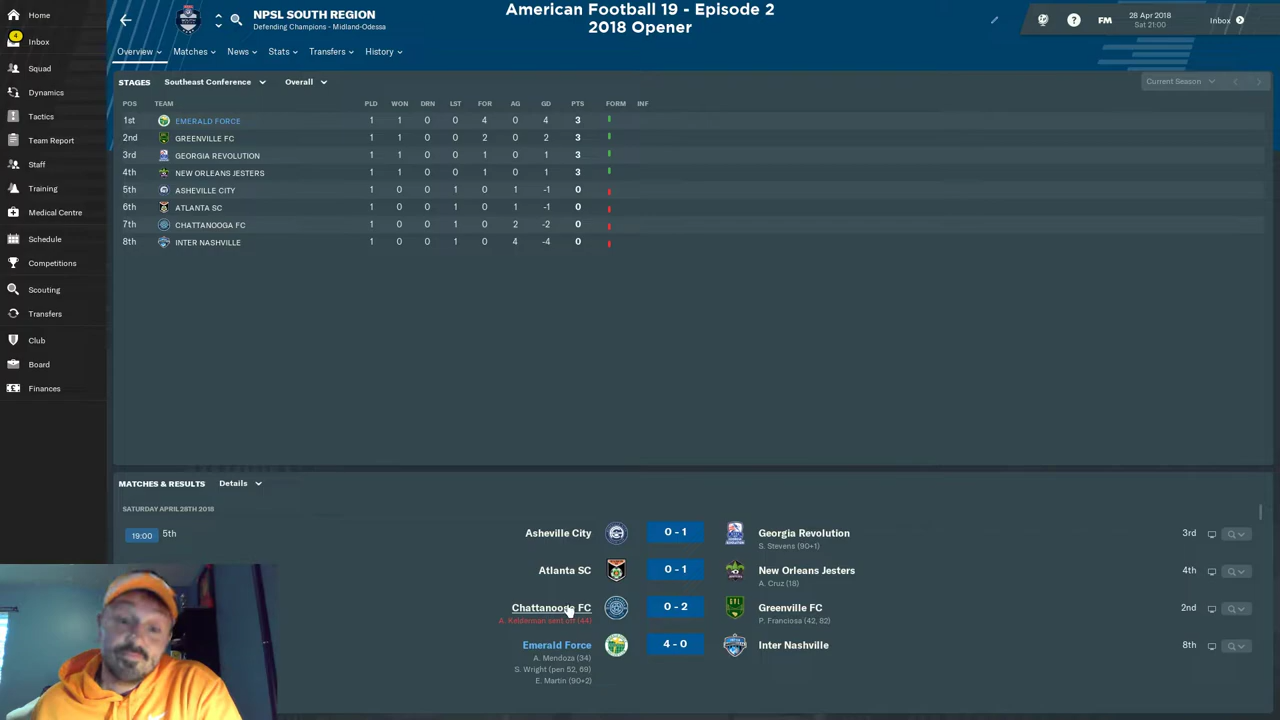 American Football 19 - Episode 2
2018 Opener
Home
4
Inbox
Squad
Dynamics
Tactics
Team Report
Staff
Training
Medical Centre
Schedule
Competitions
Scouting
Transfers
Club
Board
Finances
NPSL SOUTH REGION
Defending Champions - Midland-Odessa
FM
28 Apr 2018
Sat 21:00
Inbox
Overview Matches News Stats Transfers History
STAGES Southeast Conference Overall Current Season
POS TEAM PLD WON DRN LST FOR AG GD PTS FORM INF
1st EMERALD FORCE 1 1 0 0 4 0 4 3
2nd GREENVILLE FC 1 1 0 0 2 0 2 3
3rd GEORGIA REVOLUTION 1 1 0 0 1 0 1 3
4th NEW ORLEANS JESTERS 1 1 0 0 1 0 1 3
5th ASHEVILLE CITY 1 0 0 1 0 1 -1 0
6th ATLANTA SC 1 0 0 1 0 1 -1 0
7th CHATTANOOGA FC 1 0 0 1 0 2 -2 0
8th INTER NASHVILLE 1 0 0 1 0 4 -4 0
MATCHES & RESULTS Details
SATURDAY APRIL 28TH 2018
19:00 5th Asheville City 0 - 1 Georgia Revolution 3rd
S. Stevens (90+1)
Atlanta SC 0 - 1 New Orleans Jesters 4th
A. Cruz (18)
Chattanooga FC 0 - 2 Greenville FC 2nd
A. Kelderman sent off (44) P. Franciosa (42, 82)
Emerald Force 4 - 0 Inter Nashville 8th
A. Mendoza (34)
S. Wright (pen 52, 69)
E. Martin (90+2)